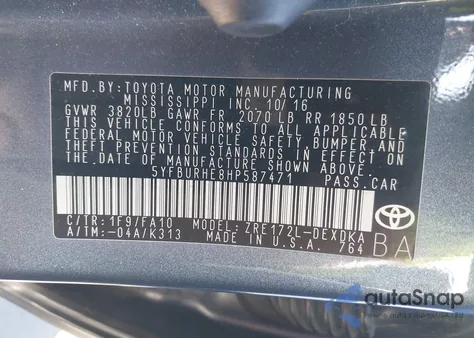 MFD.BY:TOYOTA MOTOR MANUFACTURING
MISSISSIPPI INC. 10/16
GVWR 3820LB GAWR FR 2070 LB RR 1850 LB
THIS VEHICLE CONFORMS TO ALL APPLICABLE
FEDERAL MOTOR VEHICLE SAFETY, BUMPER, AND
THEFT PREVENTION STANDARDS IN EFFECT ON
THE DATE OF MANUFACTURE SHOWN ABOVE.
5YFBURHE8HP587471 PASS.CAR
C/TR:1F9/FA10 MODEL:ZRE172L-DEXDKA
A/TM:-04A/K313 MADE IN U.S.A. 764
BA
autoSnap